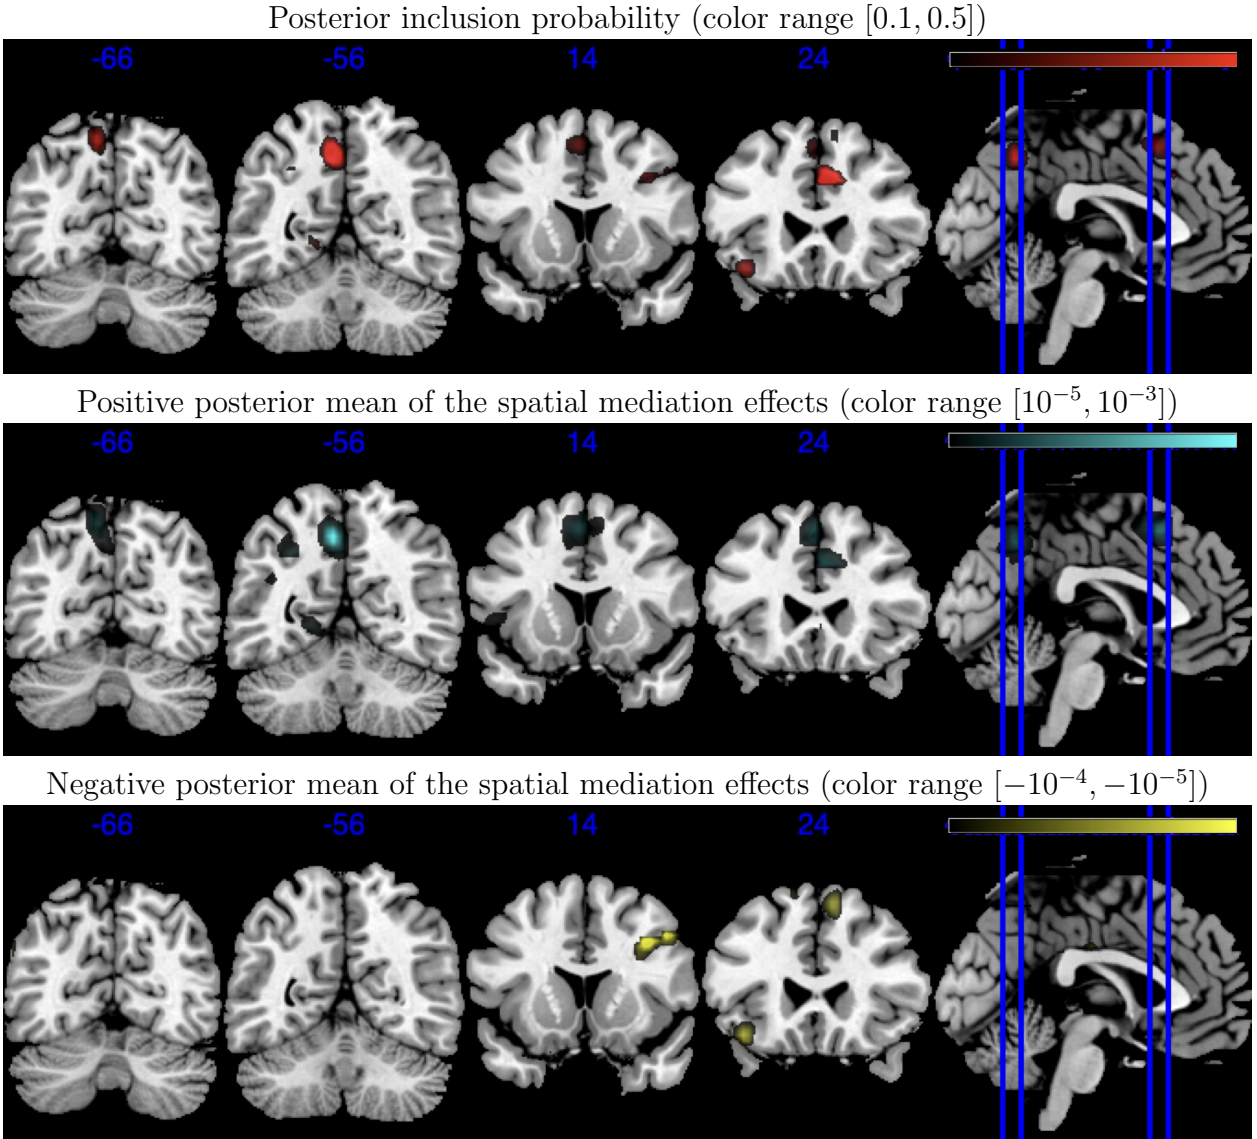 Posterior inclusion probability (color range [0.1, 0.5])
-66 -56 14 24
Positive posterior mean of the spatial mediation effects (color range [10⁻⁵, 10⁻³])
-66 -56 14 24
Negative posterior mean of the spatial mediation effects (color range [−10⁻⁴, −10⁻⁵])
-66 -56 14 24